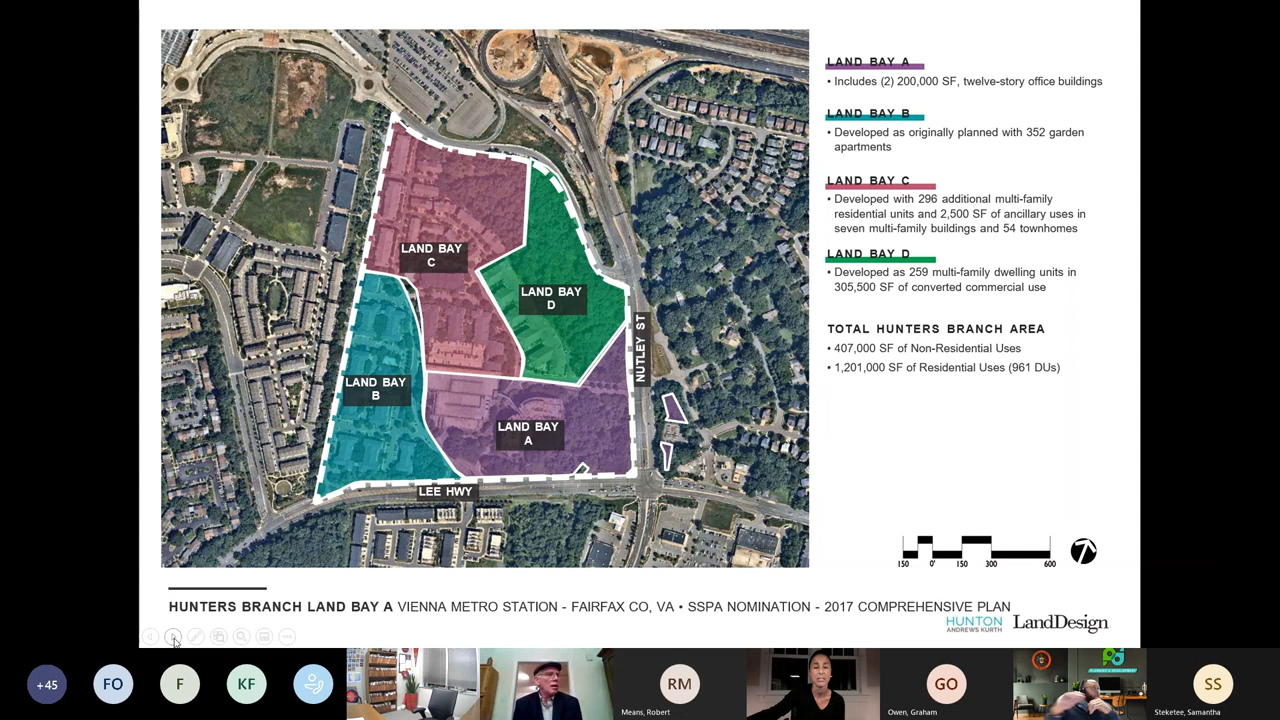 LAND BAY
C
LAND BAY
D
LAND BAY
B
LAND BAY
A
NUTLEY ST
LEE HWY
LAND BAY A
• Includes (2) 200,000 SF, twelve-story office buildings
LAND BAY B
• Developed as originally planned with 352 garden
apartments
LAND BAY C
• Developed with 296 additional multi-family
residential units and 2,500 SF of ancillary uses in
seven multi-family buildings and 54 townhomes
LAND BAY D
• Developed as 259 multi-family dwelling units in
305,500 SF of converted commercial use
TOTAL HUNTERS BRANCH AREA
• 407,000 SF of Non-Residential Uses
• 1,201,000 SF of Residential Uses (961 DUs)
150 0' 150 300 600
HUNTERS BRANCH LAND BAY A VIENNA METRO STATION - FAIRFAX CO, VA • SSPA NOMINATION - 2017 COMPREHENSIVE PLAN
HUNTON
ANDREWS KURTH
LandDesign
+45
FO
F
KF
RM
Means, Robert
GO
Owen, Graham
SS
Steketee, Samantha